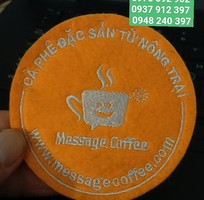 0937 912 397
0948 240 397
CÀ PHÊ ĐẶC SẢN TỪ NÔNG TRẠI
Message Coffee
www.messagecoffee.com